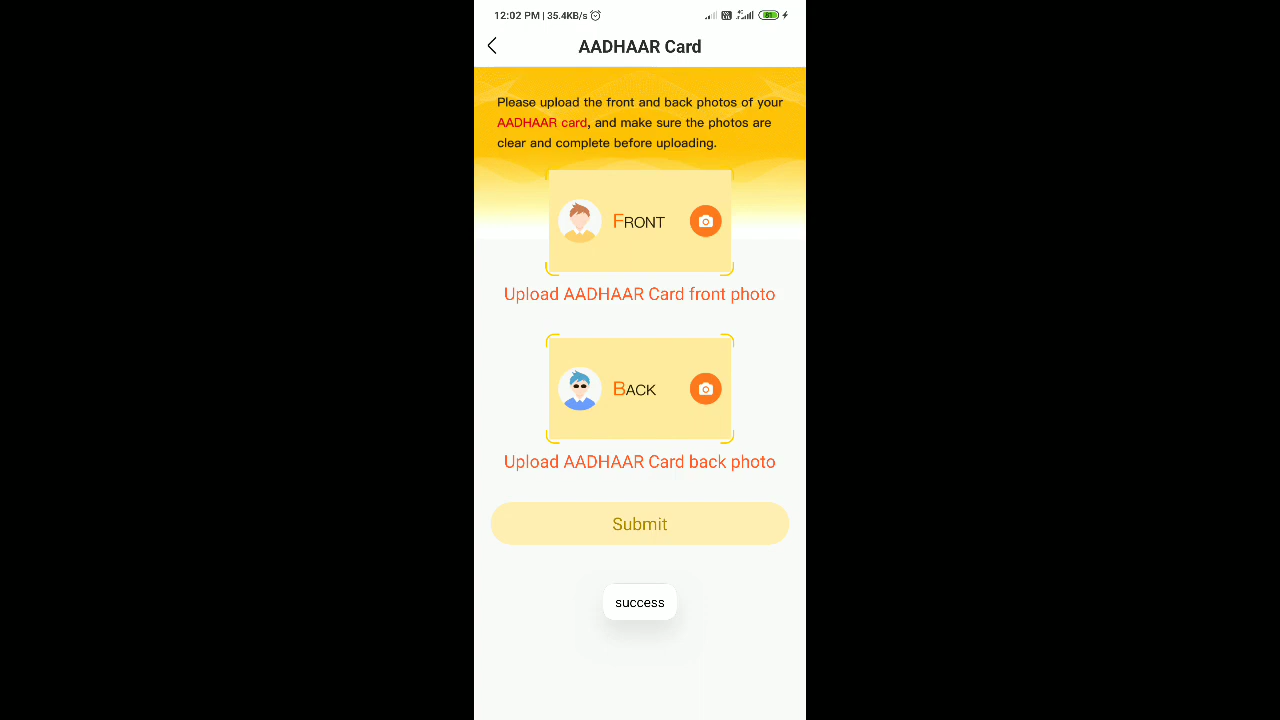 12:02 PM | 35.4KB/s
81
AADHAAR Card
Please upload the front and back photos of your
AADHAAR card, and make sure the photos are
clear and complete before uploading.
FRONT
Upload AADHAAR Card front photo
BACK
Upload AADHAAR Card back photo
Submit
success